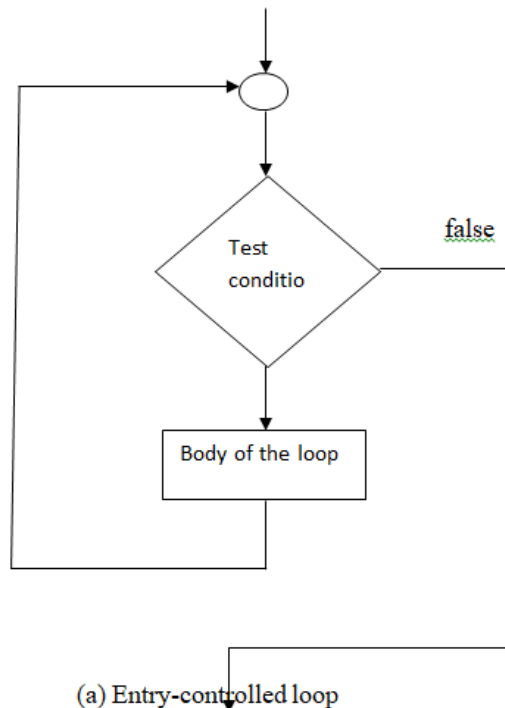 false
Test
conditio
Body of the loop
(a) Entry-controlled loop